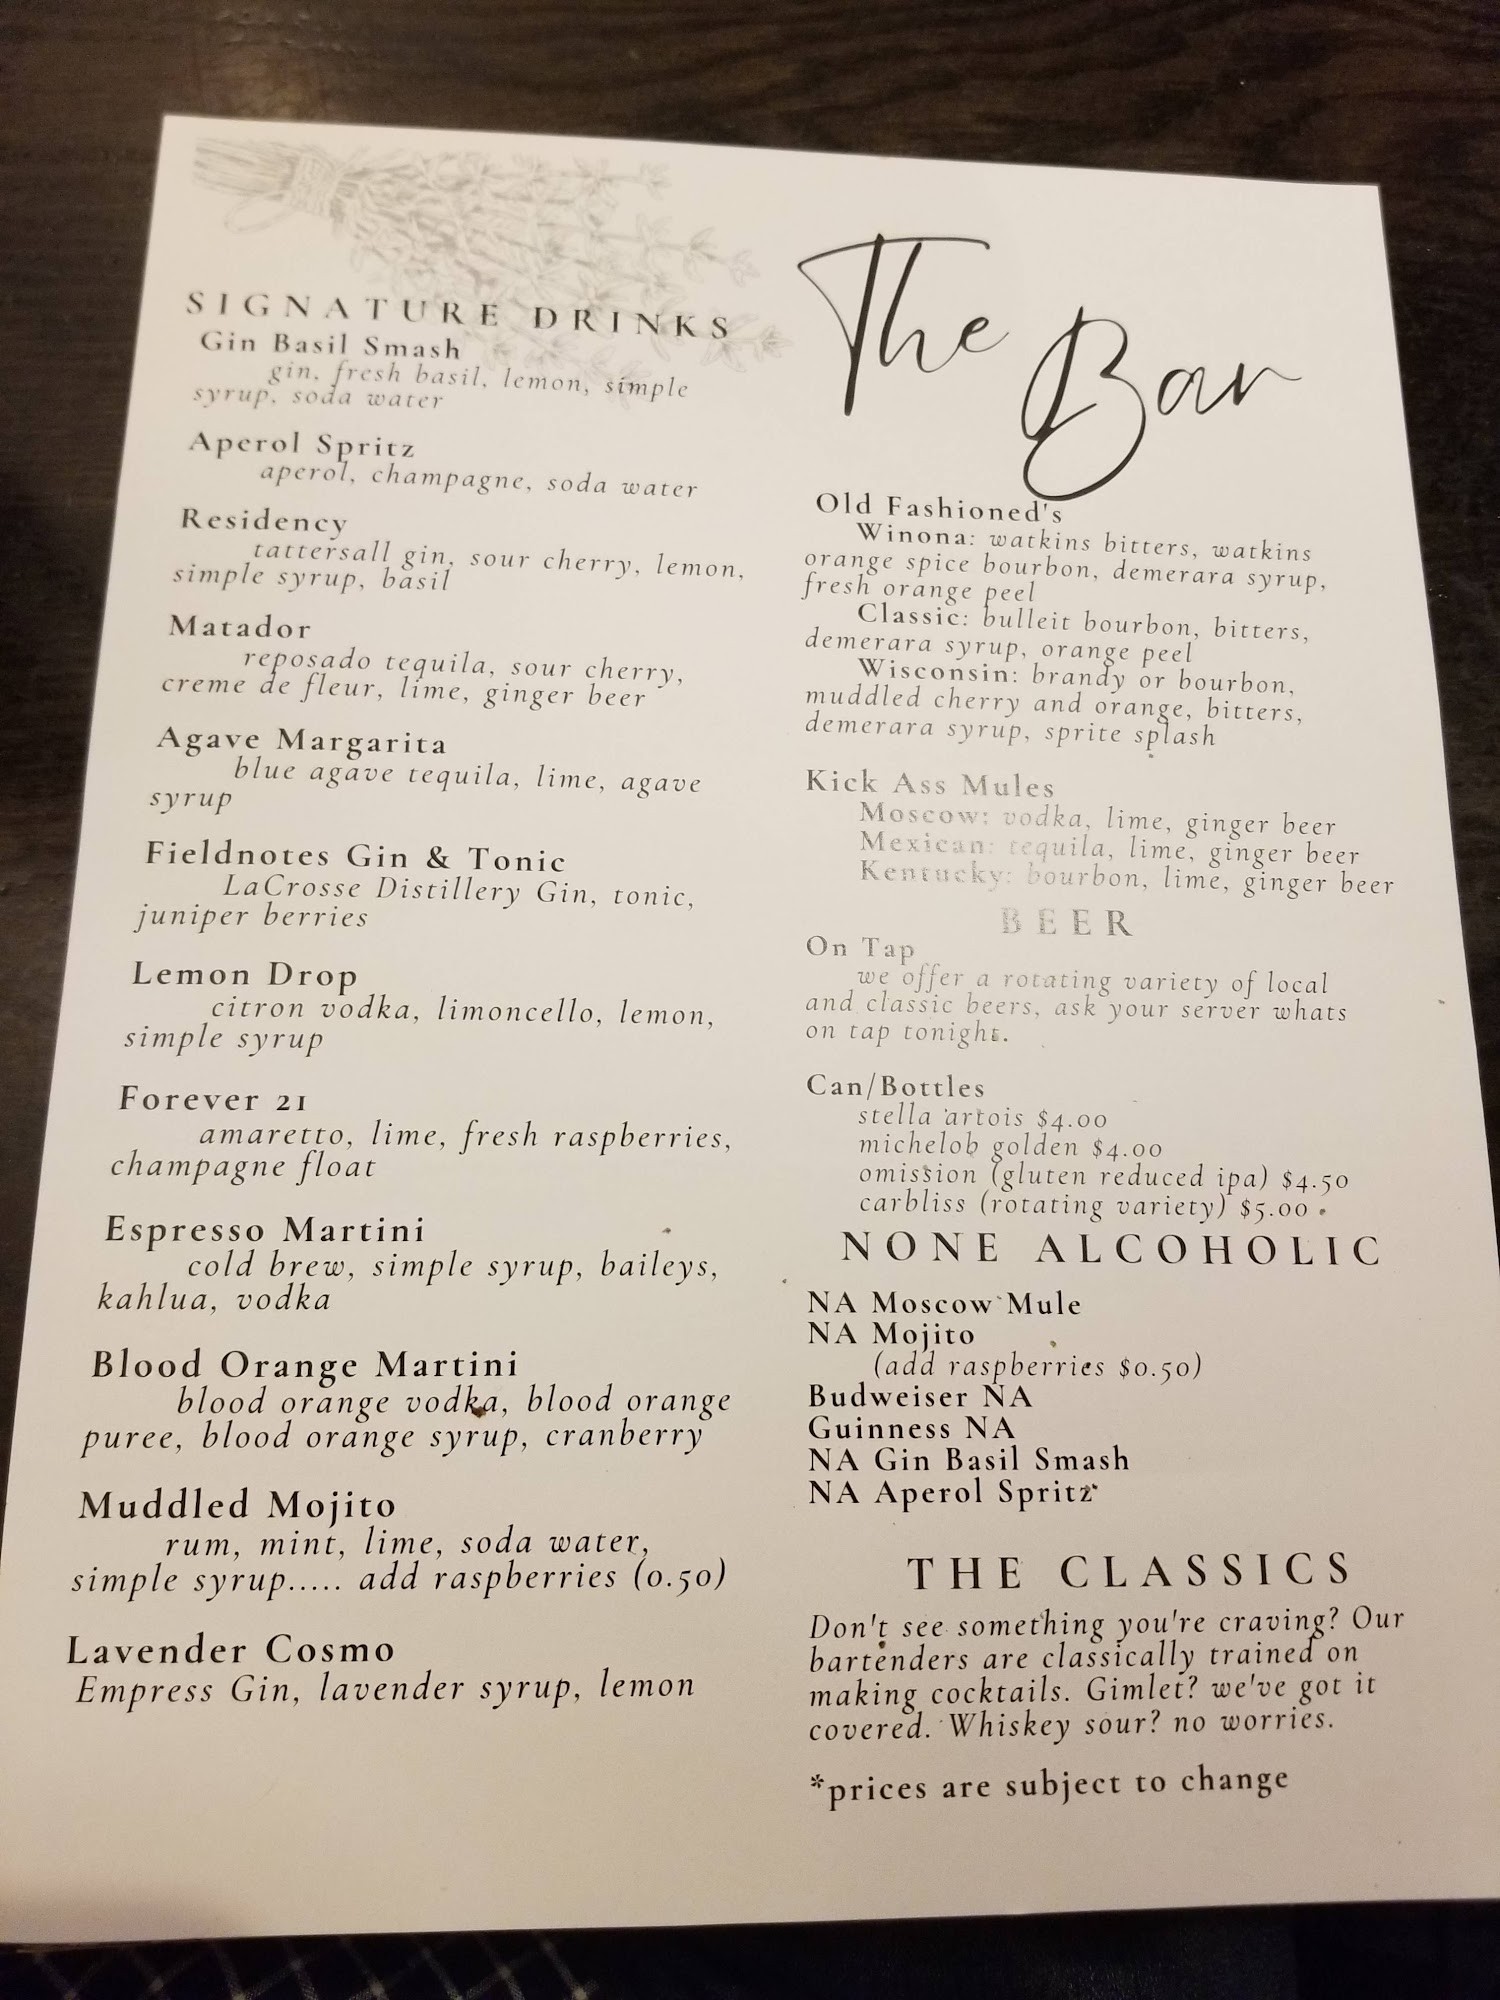 SIGNATURE DRINKS
Gin Basil Smash
gin, fresh basil, lemon, simple
syrup, soda water
Aperol Spritz
aperol, champagne, soda water
Residency
tattersall gin, sour cherry, lemon,
simple syrup, basil
Matador
reposado tequila, sour cherry,
creme de fleur, lime, ginger beer
Agave Margarita
blue agave tequila, lime, agave
syrup
Fieldnotes Gin & Tonic
LaCrosse Distillery Gin, tonic,
juniper berries
Lemon Drop
citron vodka, limoncello, lemon,
simple syrup
Forever 21
amaretto, lime, fresh raspberries,
champagne float
Espresso Martini
cold brew, simple syrup, baileys,
kahlua, vodka
Blood Orange Martini
blood orange vodka, blood orange
puree, blood orange syrup, cranberry
Muddled Mojito
rum, mint, lime, soda water,
simple syrup..... add raspberries (0.50)
Lavender Cosmo
Empress Gin, lavender syrup, lemon
The
Bar
Old Fashioned's
Winona: watkins bitters, watkins
orange spice bourbon, demerara syrup,
fresh orange peel
Classic: bulleit bourbon, bitters,
demerara syrup, orange peel
Wisconsin: brandy or bourbon,
muddled cherry and orange, bitters,
demerara syrup, sprite splash
Kick Ass Mules
Moscow: vodka, lime, ginger beer
Mexican: tequila, lime, ginger beer
Kentucky: bourbon, lime, ginger beer
BEER
On Tap
we offer a rotating variety of local
and classic beers, ask your server whats
on tap tonight.
Can/Bottles
stella artois $4.00
michelob golden $4.00
omission (gluten reduced ipa) $4.50
carbliss (rotating variety) $5.00
NONE ALCOHOLIC
NA Moscow Mule
NA Mojito
(add raspberries $0.50)
Budweiser NA
Guinness NA
NA Gin Basil Smash
NA Aperol Spritz
THE CLASSICS
Don't see something you're craving? Our
bartenders are classically trained on
making cocktails. Gimlet? we've got it
covered. Whiskey sour? no worries.
*prices are subject to change